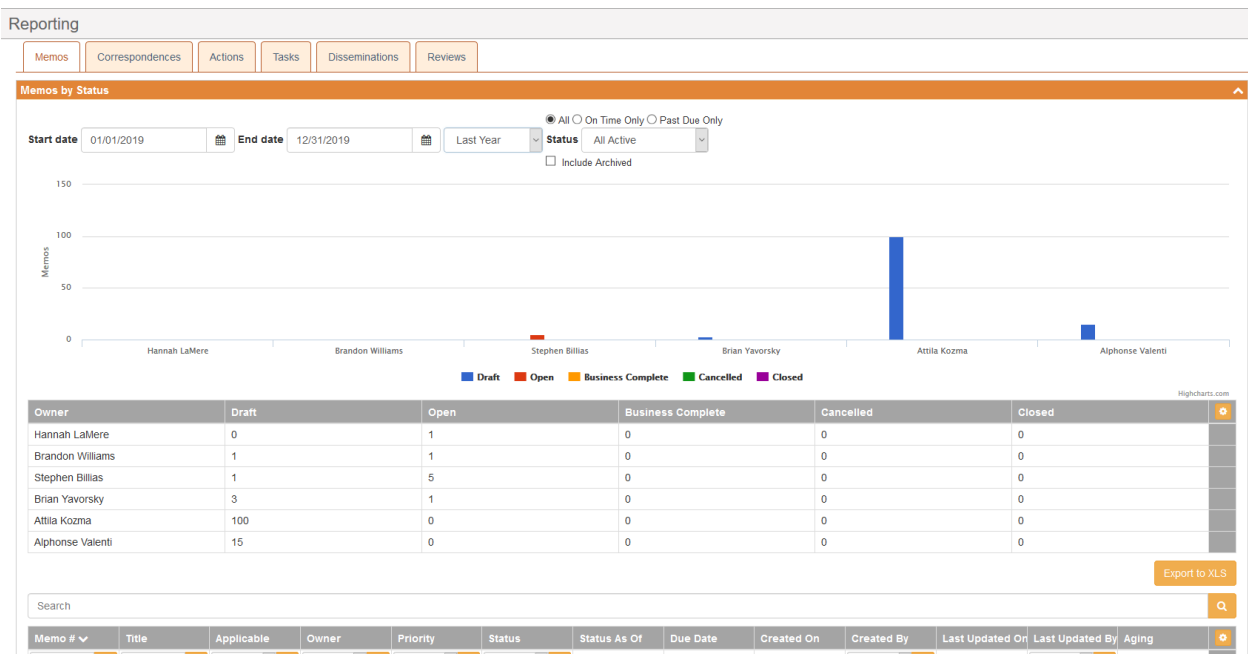 Reporting
Memos Correspondences Actions Tasks Disseminations Reviews
Memos by Status
All On Time Only Past Due Only
Start date 01/01/2019 End date 12/31/2019 Last Year Status All Active
Include Archived
150
100
50
0
Memos
Hannah LaMere Brandon Williams Stephen Billias Brian Yavorsky Attila Kozma Alphonse Valenti
Draft Open Business Complete Cancelled Closed
Highcharts.com
Owner Draft Open Business Complete Cancelled Closed
Hannah LaMere 0 1 0 0 0
Brandon Williams 1 1 0 0 0
Stephen Billias 1 5 0 0 0
Brian Yavorsky 3 1 0 0 0
Attila Kozma 100 0 0 0 0
Alphonse Valenti 15 0 0 0 0
Export to XLS
Search
Memo # Title Applicable Owner Priority Status Status As Of Due Date Created On Created By Last Updated On Last Updated By Aging